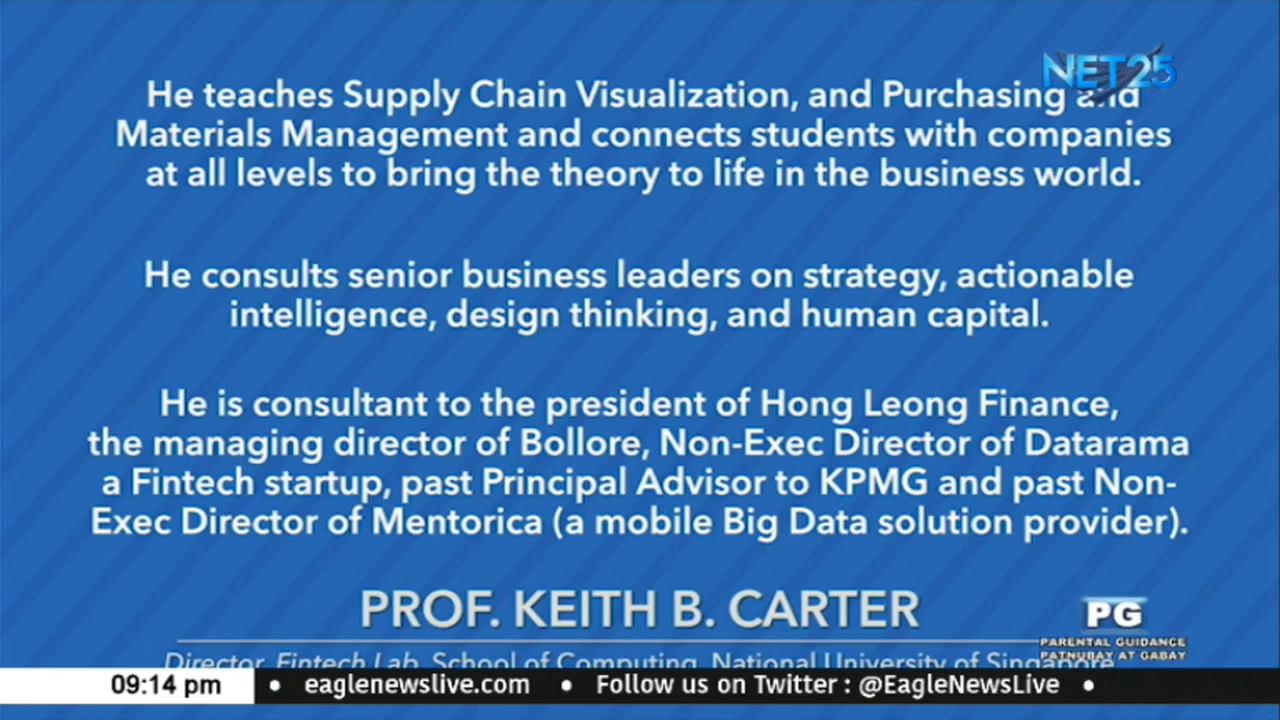 NET25
He teaches Supply Chain Visualization, and Purchasing and
Materials Management and connects students with companies
at all levels to bring the theory to life in the business world.
He consults senior business leaders on strategy, actionable
intelligence, design thinking, and human capital.
He is consultant to the president of Hong Leong Finance,
the managing director of Bollore, Non-Exec Director of Datarama
a Fintech startup, past Principal Advisor to KPMG and past Non-
Exec Director of Mentorica (a mobile Big Data solution provider).
PROF. KEITH B. CARTER
PG
PARENTAL GUIDANCE
PATNUBAY AT GABAY
Director, Fintech Lab, School of Computing, National University of Singapore
09:14 pm • eaglenewslive.com • Follow us on Twitter : @EagleNewsLive •